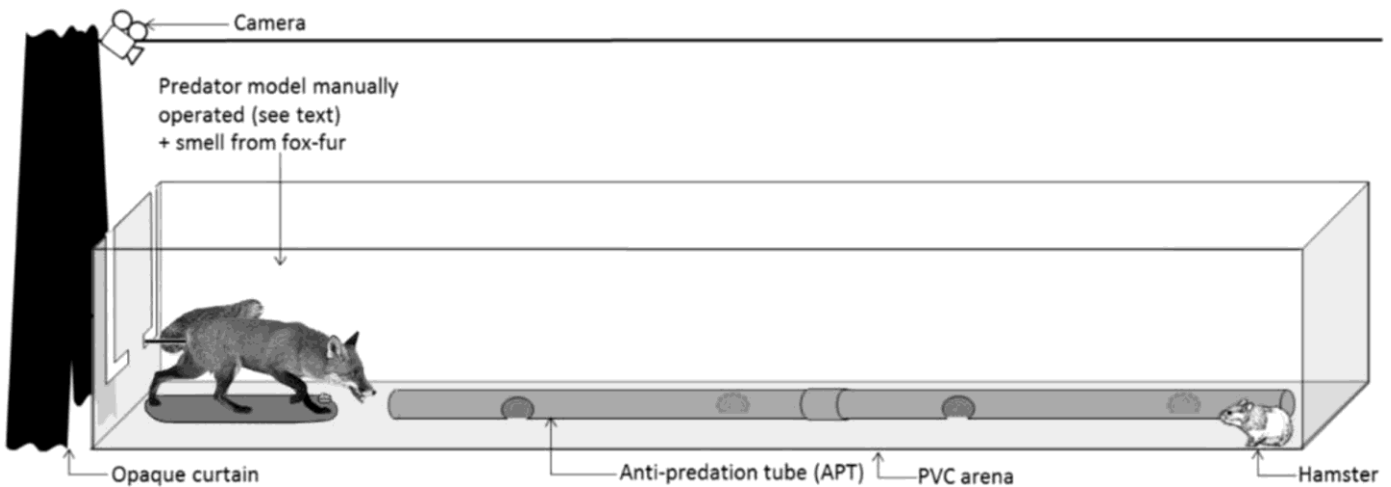 Camera
Predator model manually
operated (see text)
+ smell from fox-fur
Opaque curtain
Anti-predation tube (APT)
PVC arena
Hamster